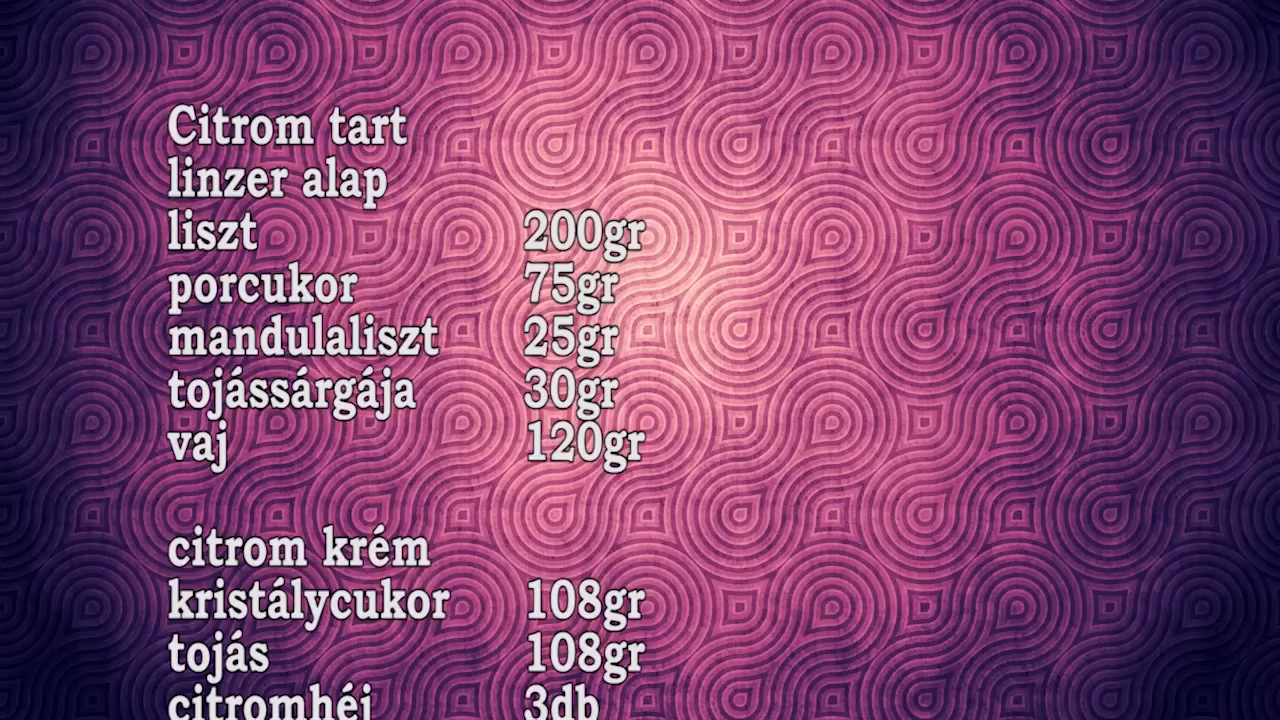 Citrom tart
linzer alap
liszt 200gr
porcukor 75gr
mandulaliszt 25gr
tojássárgája 30gr
vaj 120gr
citrom krém
kristálycukor 108gr
tojás 108gr
citromhéj 3db